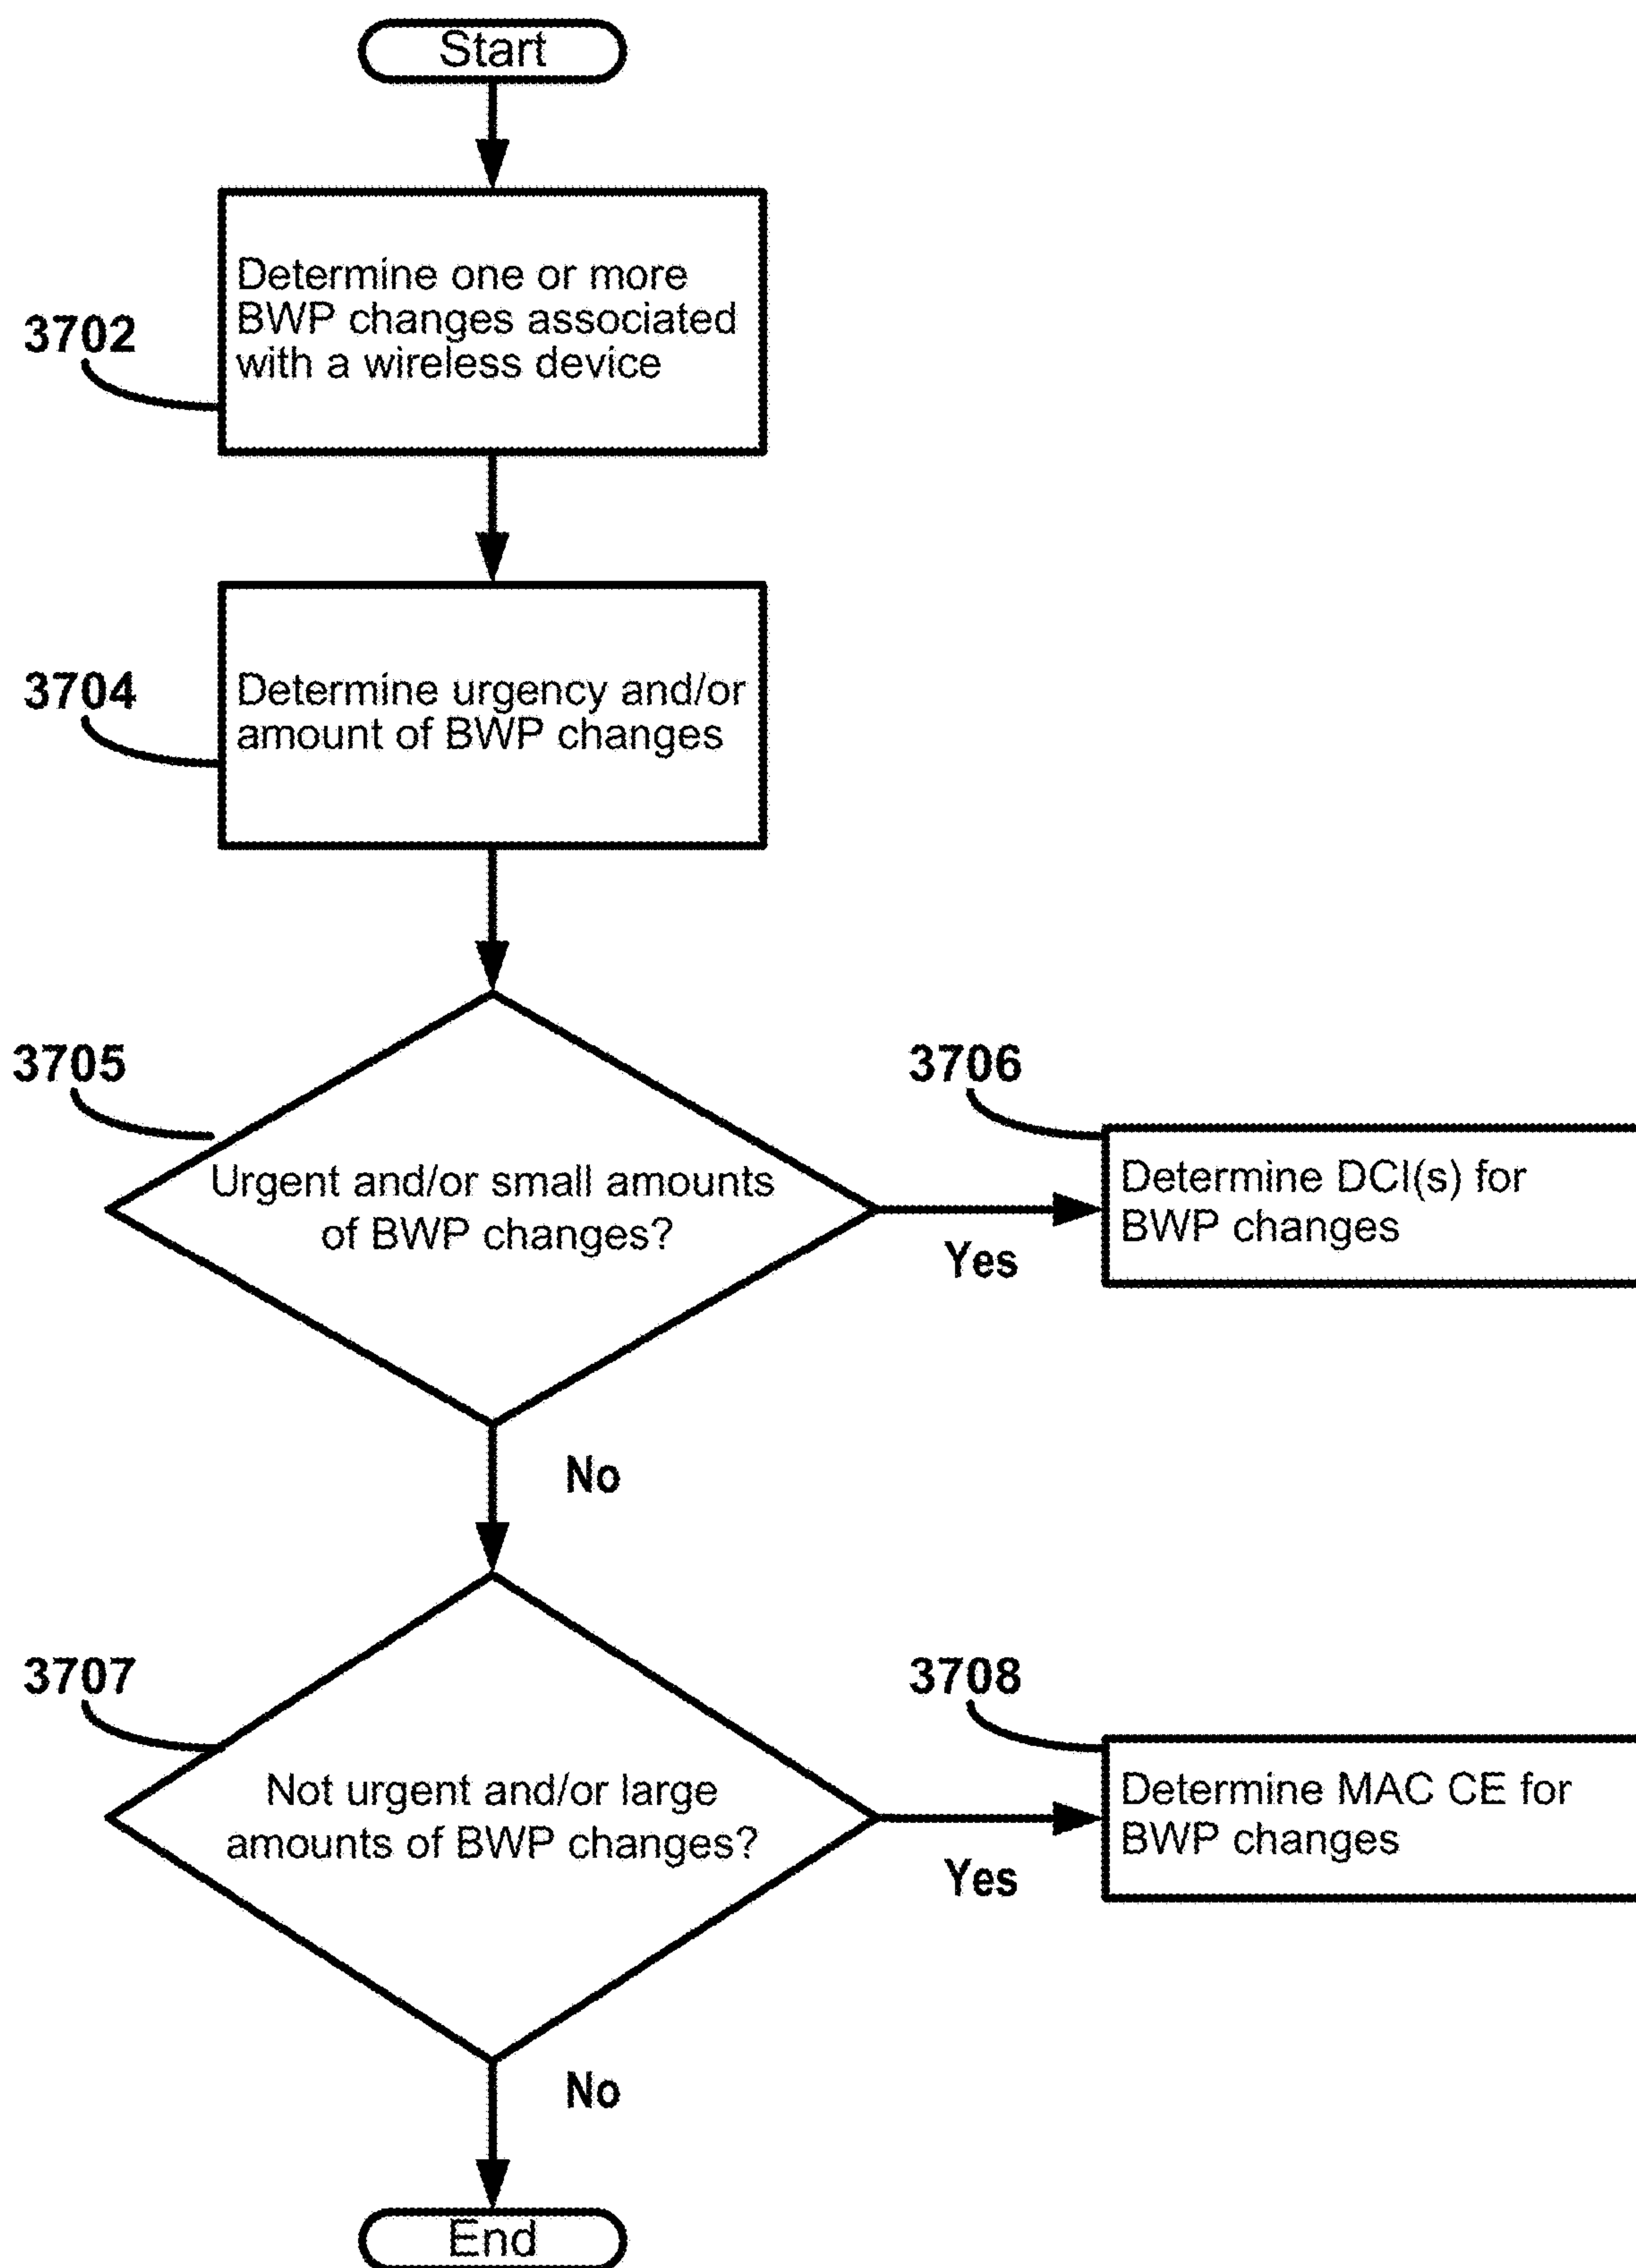 Start
3702
Determine one or more
BWP changes associated
with a wireless device
3704
Determine urgency and/or
amount of BWP changes
3705
Urgent and/or small amounts
of BWP changes?
Yes
3706
Determine DCI(s) for
BWP changes
No
3707
Not urgent and/or large
amounts of BWP changes?
Yes
3708
Determine MAC CE for
BWP changes
No
End